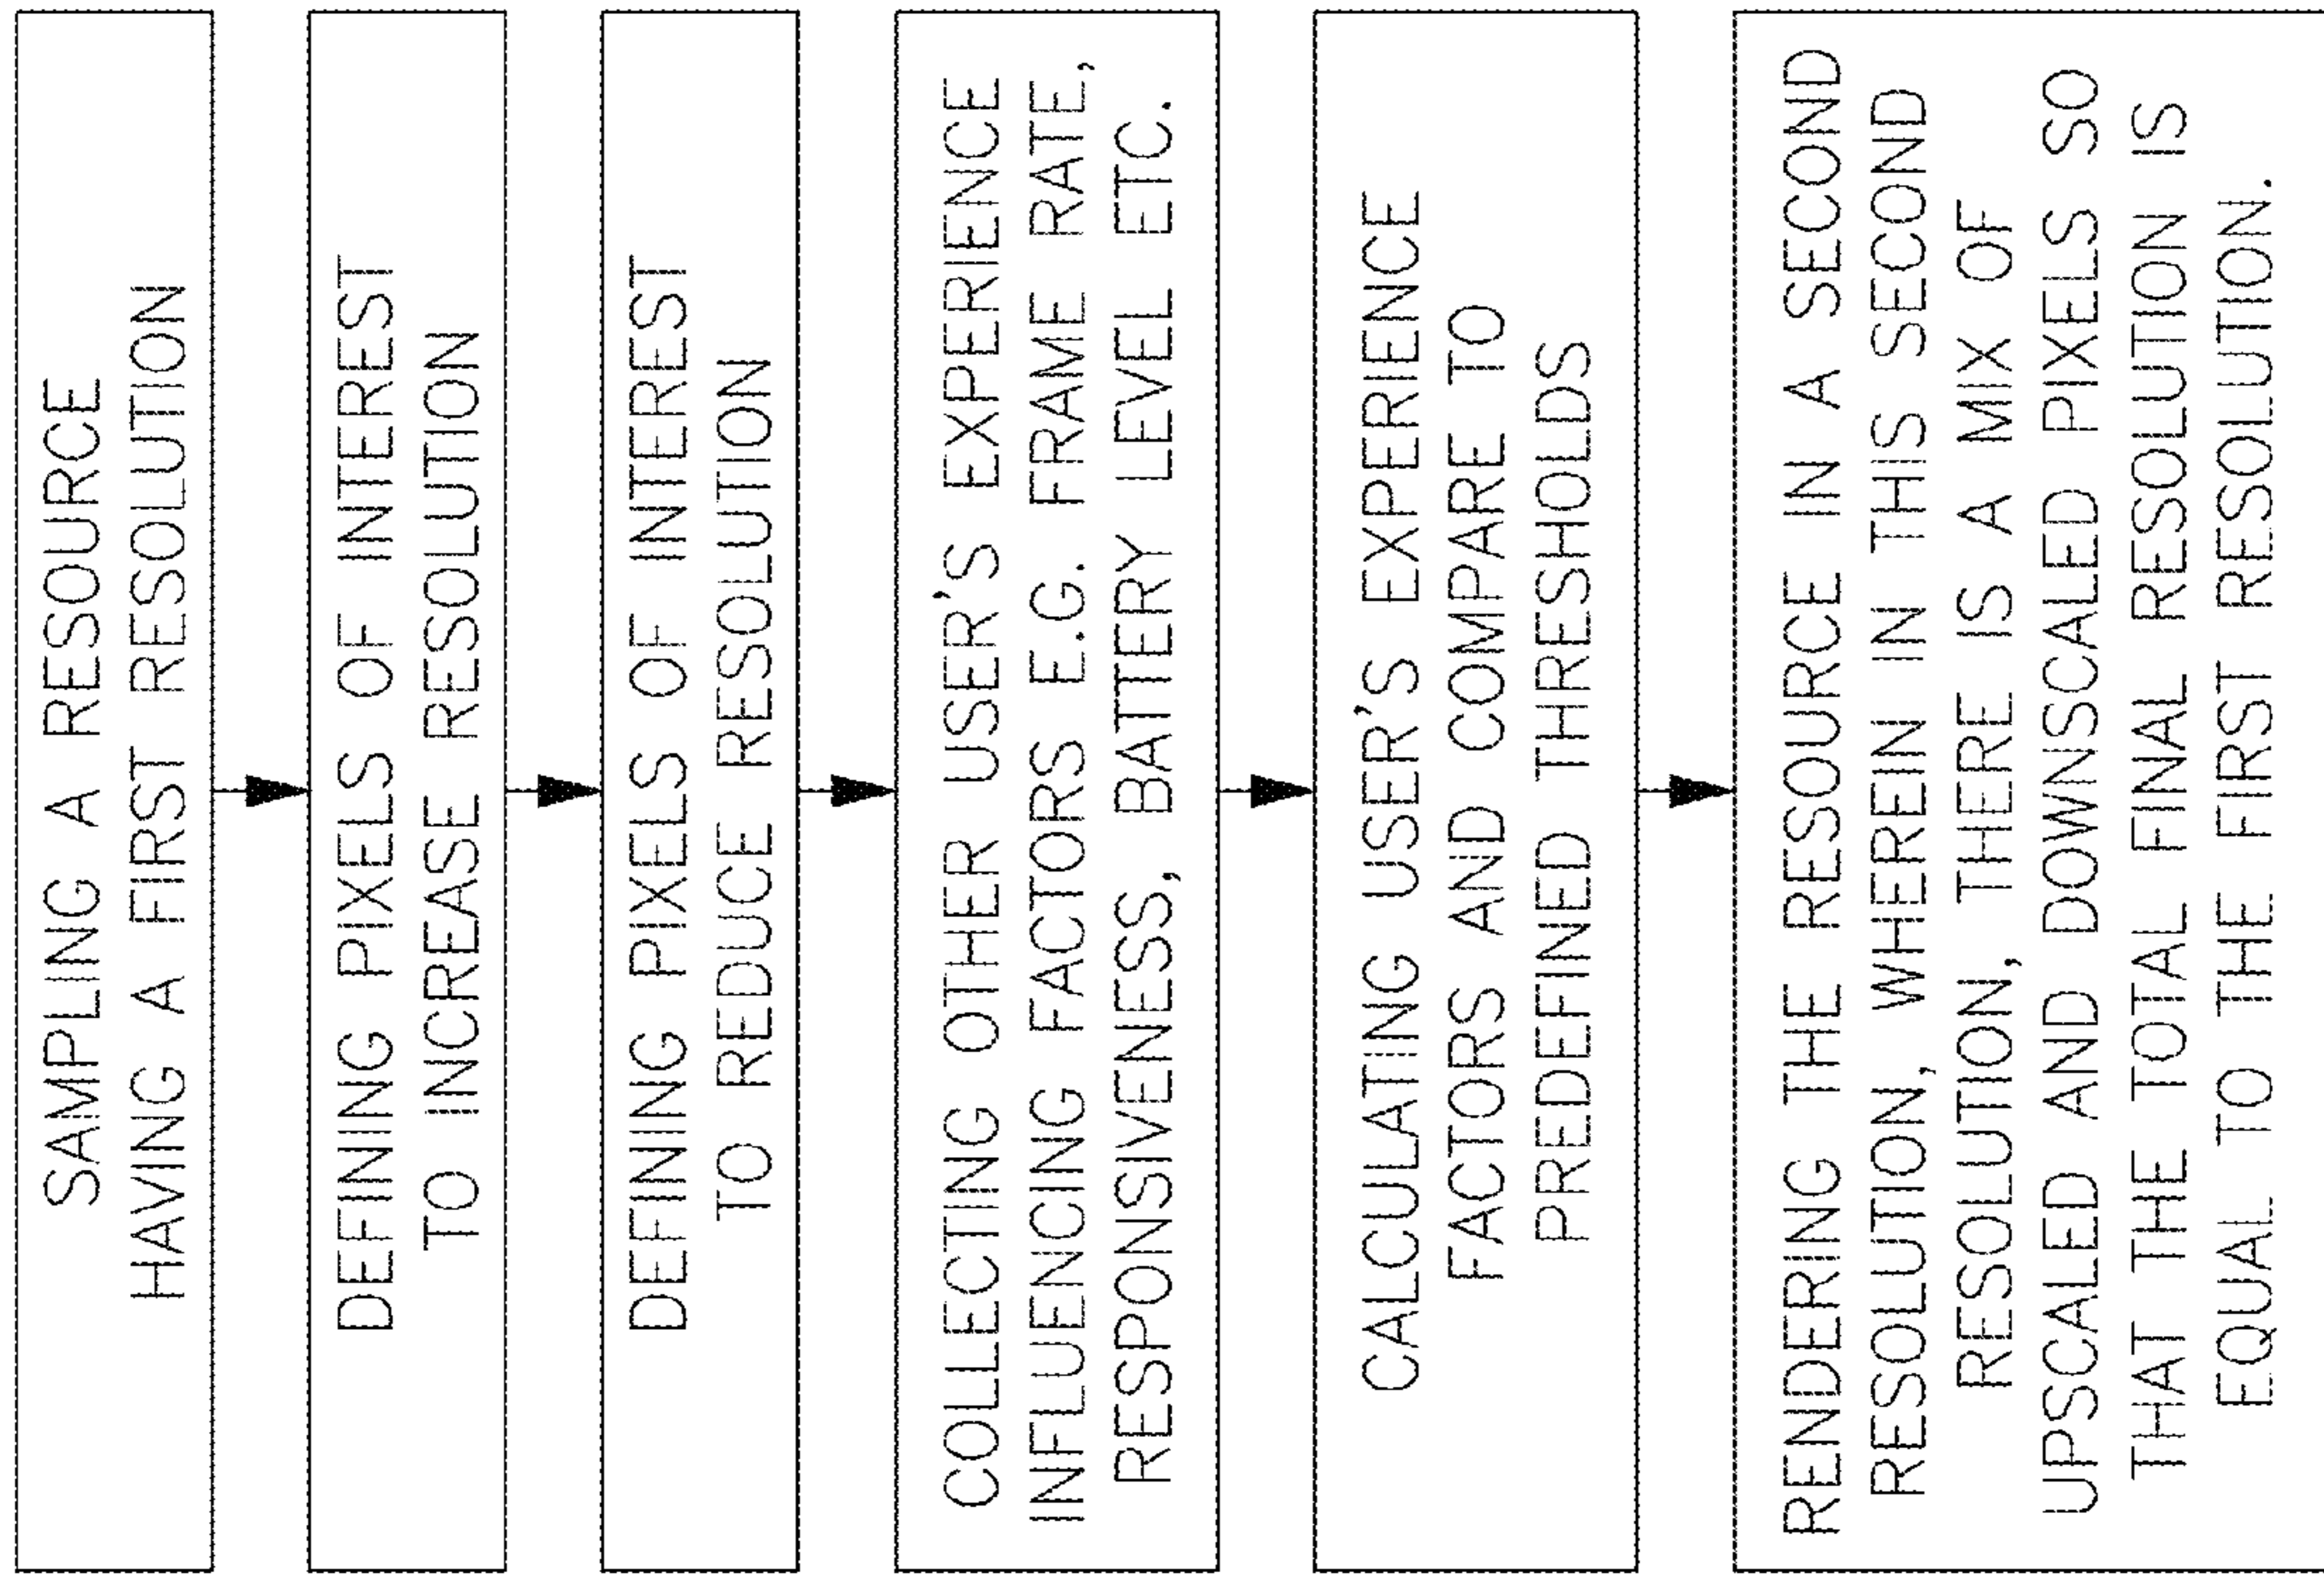 SAMPLING A RESOURCE
HAVING A FIRST RESOLUTION
DEFINING PIXELS OF INTEREST
TO INCREASE RESOLUTION
DEFINING PIXELS OF INTEREST
TO REDUCE RESOLUTION
COLLECTING OTHER USER'S EXPERIENCE
INFLUENCING FACTORS E.G. FRAME RATE,
RESPONSIVENESS, BATTERY LEVEL ETC.
CALCULATING USER'S EXPERIENCE
FACTORS AND COMPARE TO
PREDEFINED THRESHOLDS
RENDERING THE RESOURCE IN A SECOND
RESOLUTION, WHEREIN IN THIS SECOND
RESOLUTION, THERE IS A MIX OF
UPSCALED AND DOWNSCALED PIXELS SO
THAT THE TOTAL FINAL RESOLUTION IS
EQUAL TO THE FIRST RESOLUTION.